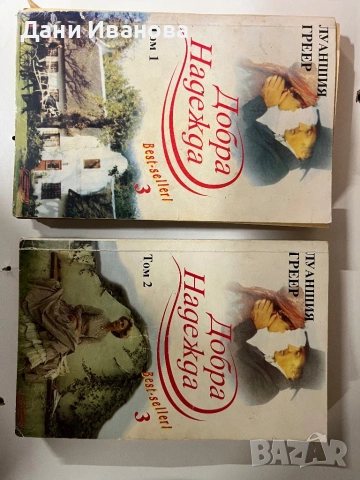 Дани Иванова
ЛУАНШИЯ
ГРЕЕР
Добра
Надежда
Том 1
Best-seller!
3
ЛУАНШИЯ
ГРЕЕР
Добра
Надежда
Том 2
Best-seller!
3
BAZAR